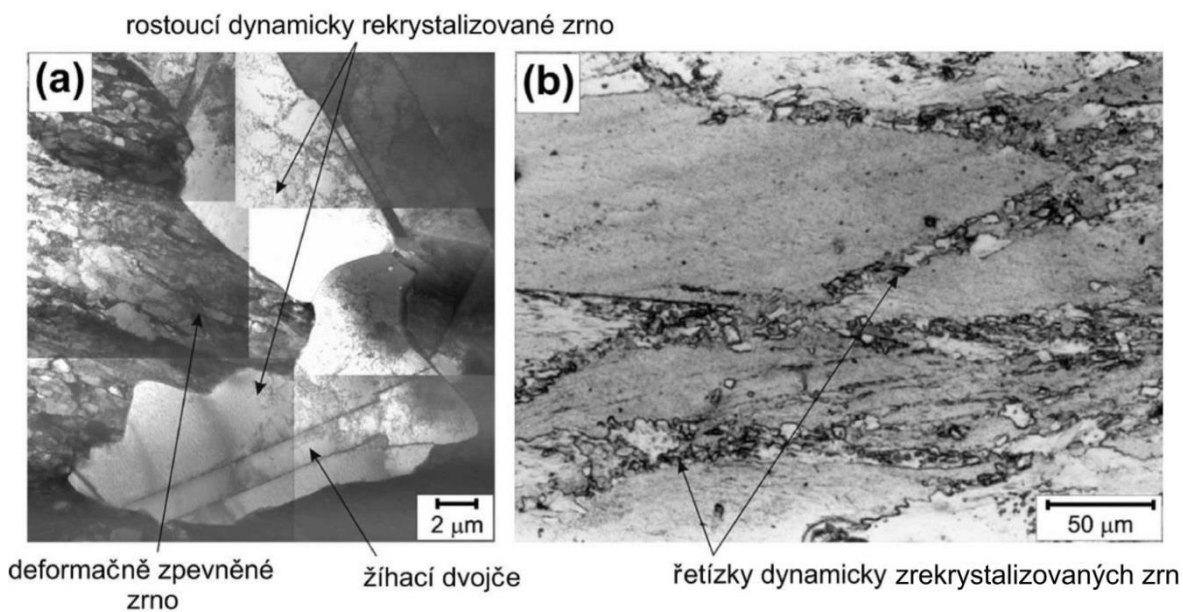 rostoucí dynamicky rekrystalizované zrno
(a)
(b)
2 μm
50 μm
deformačně zpevněné
zrno
žíhací dvojče
řetízky dynamicky zrekrystalizovaných zrn